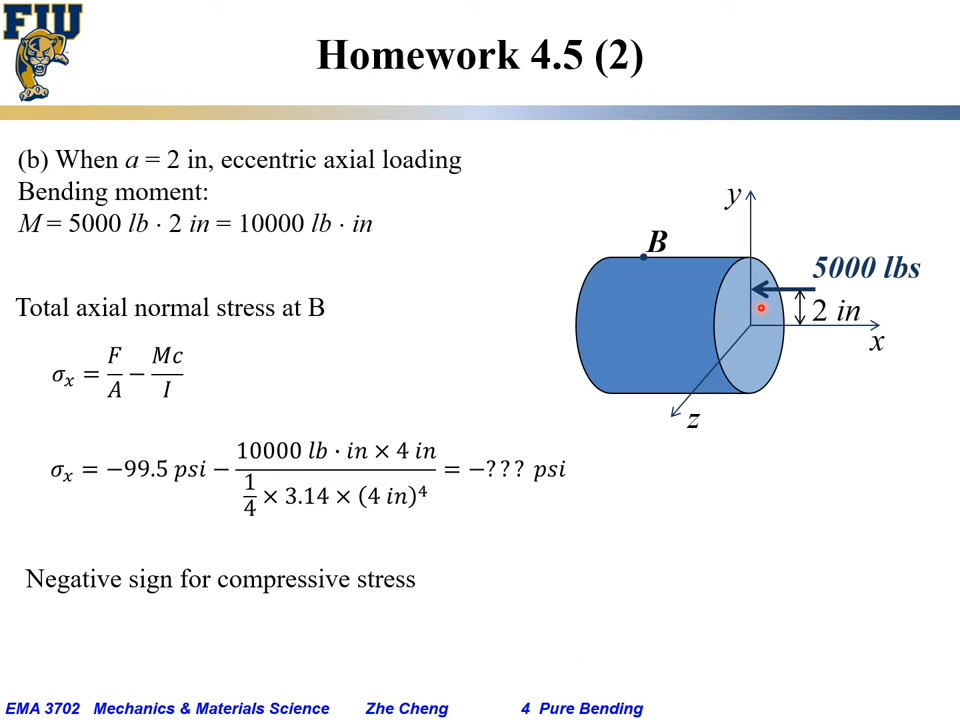 FIU
Homework 4.5 (2)
(b) When a = 2 in, eccentric axial loading
Bending moment:
M = 5000 lb · 2 in = 10000 lb · in
Total axial normal stress at B
σₓ = F/A − Mc/I
σₓ = −99.5 psi − (10000 lb · in × 4 in)/(1/4 × 3.14 × (4 in)⁴) = −??? psi
Negative sign for compressive stress
y
B
5000 lbs
2 in
x
z
EMA 3702 Mechanics & Materials Science Zhe Cheng 4 Pure Bending